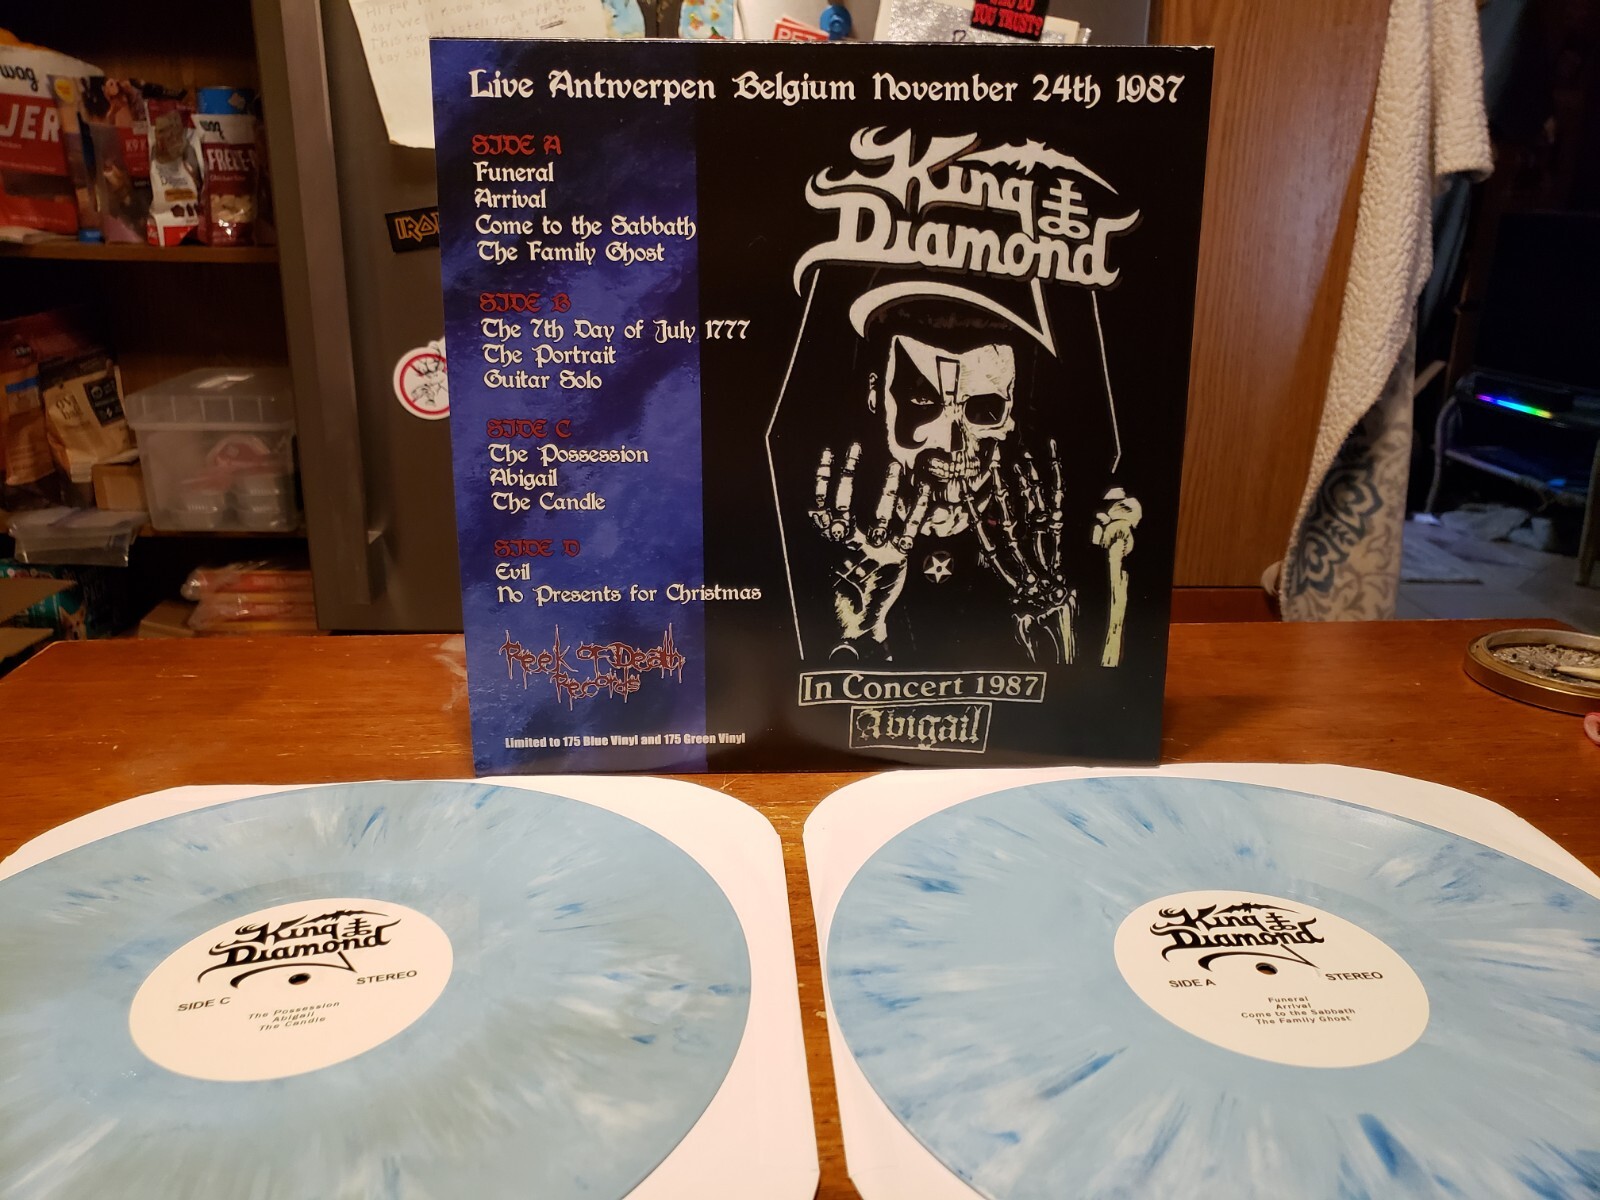 YOU TRUST?
Live Antwerpen Belgium November 24th 1987
SIDE A
Funeral
Arrival
Come to the Sabbath
The Family Ghost
SIDE B
The 7th Day of July 1777
The Portrait
Guitar Solo
SIDE C
The Possession
Abigail
The Candle
SIDE D
Evil
No Presents for Christmas
Reek of Death
Records
Limited to 175 Blue Vinyl and 175 Green Vinyl
King
Diamond
In Concert 1987
Abigail
King
Diamond
SIDE C
STEREO
The Possession
Abigail
The Candle
King
Diamond
SIDE A
STEREO
Funeral
Arrival
Come to the Sabbath
The Family Ghost